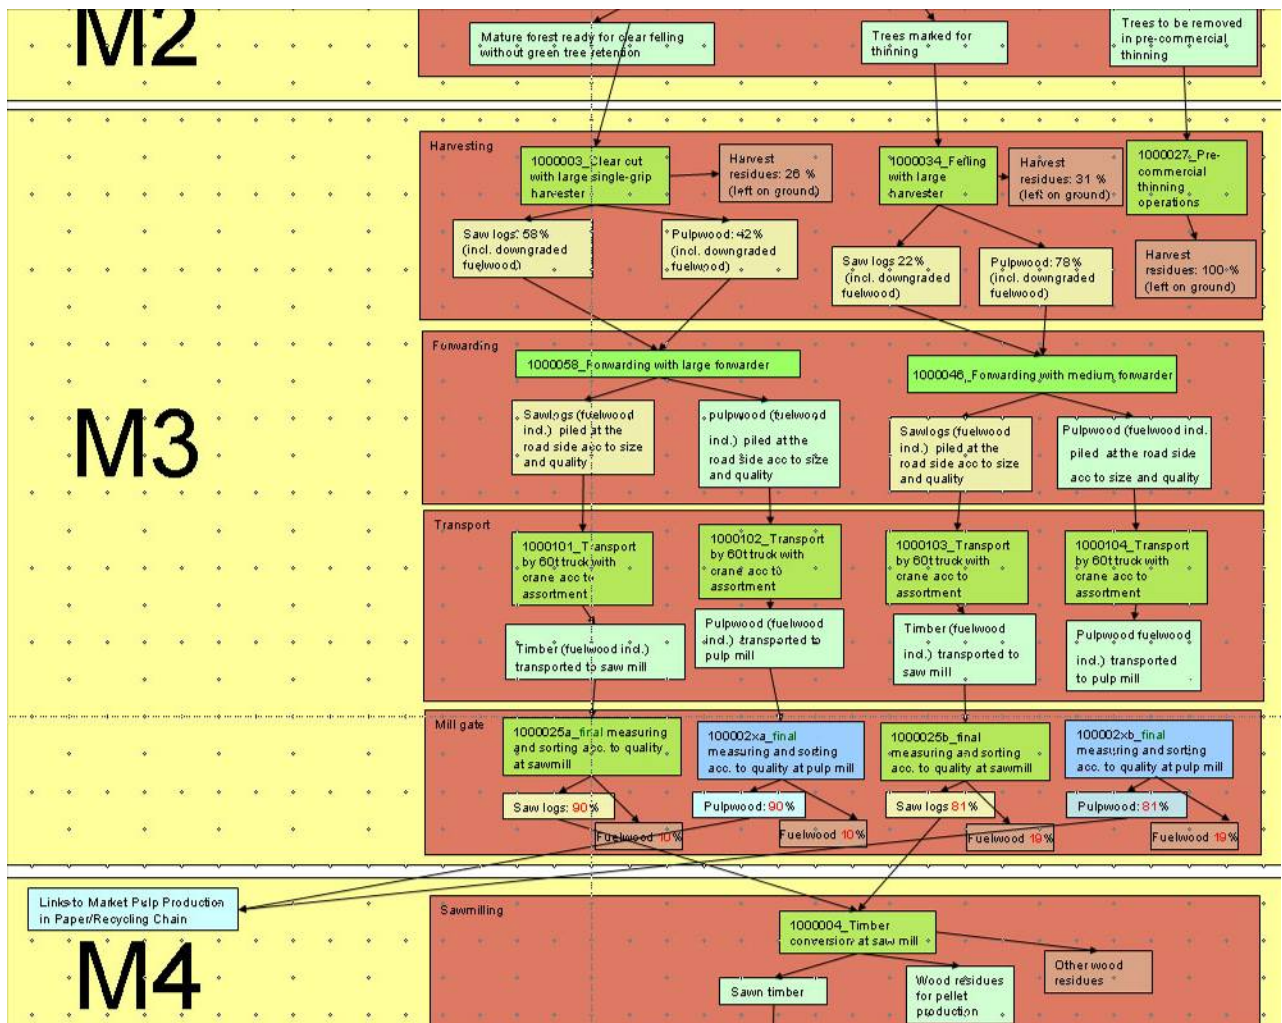 M2
Mature forest ready for clear felling
without green tree retention
Trees marked for
thinning
Trees to be removed
in pre-commercial
thinning
M3
Harvesting
1000003_Clear cut
with large single-grip
harvester
Harvest
residues: 26 %
(left on ground)
1000034_Felling
with large
harvester
Harvest
residues: 31 %
(left on ground)
1000027_Pre-
commercial
thinning
operations
Saw logs: 58%
(incl. downgraded
fuelwood)
Pulpwood: 42%
(incl. downgraded
fuelwood)
Saw logs 22%
(incl. downgraded
fuelwood)
Pulpwood: 78%
(incl. downgraded
fuelwood)
Harvest
residues: 100 %
(left on ground)
Forwarding
1000058_Forwarding with large forwarder
1000046_Forwarding with medium forwarder
Sawlogs (fuelwood
incl.) piled at the
road side acc to size
and quality
pulpwood (fuelwood
incl.) piled at the
road side acc to size
and quality
Sawlogs (fuelwood
incl.) piled at the
road side acc to size
and quality
Pulpwood (fuelwood incl.
piled at the road side
acc to size and quality
Transport
1000101_Transport
by 60t truck with
crane acc to
assortment
1000102_Transport
by 60t truck with
crane acc to
assortment
1000103_Transport
by 60t truck with
crane acc to
assortment
1000104_Transport
by 60t truck with
crane acc to
assortment
Timber (fuelwood incl.)
transported to saw mill
Pulpwood (fuelwood
incl.) transported to
pulp mill
Timber (fuelwood
incl.) transported to
saw mill
Pulpwood fuelwood
incl.) transported
to pulp mill
Mill gate
1000025a_final measuring
and sorting acc. to quality
at sawmill
100002xa_final
measuring and sorting
acc. to quality at pulp mill
1000025b_final
measuring and sorting
acc. to quality at sawmill
100002xb_final
measuring and sorting
acc. to quality at pulp mill
Saw logs: 90%
Fuelwood 10%
Pulpwood: 90%
Fuelwood 10%
Saw logs 81%
Fuelwood 19%
Pulpwood: 81%
Fuelwood 19%
Links to Market Pulp Production
in Paper/Recycling Chain
M4
Sawmilling
1000004_Timber
conversion at saw mill
Sawn timber
Wood residues
for pellet
production
Other wood
residues